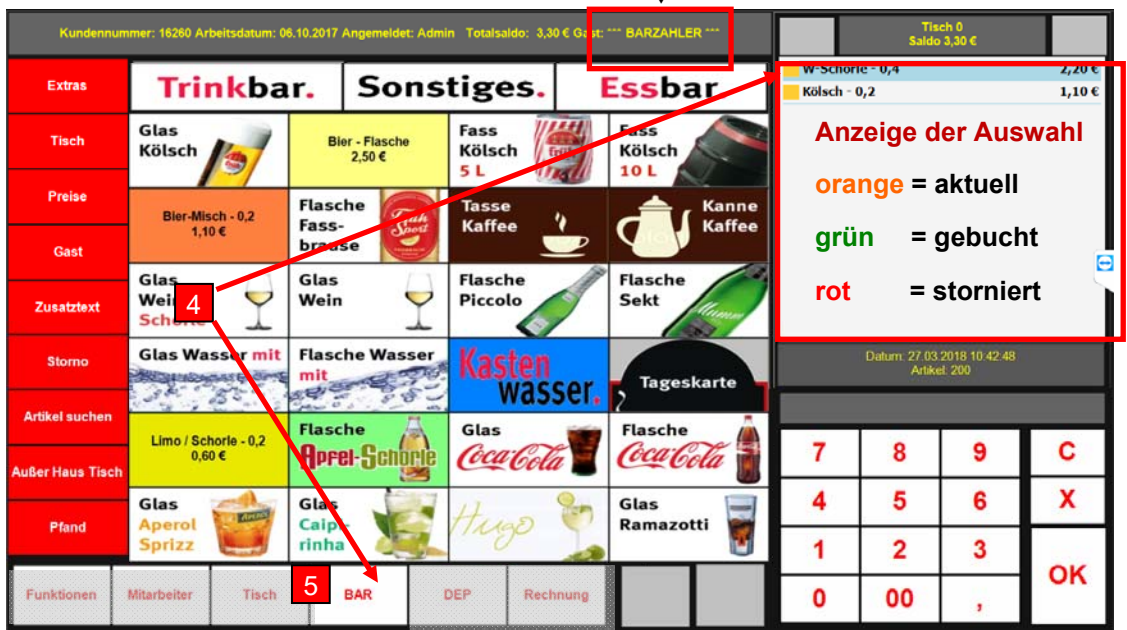 Kundennummer: 16260 Arbeitsdatum: 06.10.2017 Angemeldet: Admin Totalsaldo: 3,30 € Gast: *** BARZAHLER ***
Tisch 0
Saldo 3,30 €
Extras
Tisch
Preise
Gast
Zusatztext
Storno
Artikel suchen
Außer Haus Tisch
Pfand
Trinkbar.
Sonstiges.
Essbar
Glas
Kölsch
Bier - Flasche
2,50 €
Fass
Kölsch
5 L
früh
Fass
Kölsch
10 L
Bier-Misch - 0,2
1,10 €
Flasche
Fass-
brause
Tasse
Kaffee
Kanne
Kaffee
Glas
Wein
Schorle
4
Glas
Wein
Flasche
Piccolo
Flasche
Sekt
Mumm
Glas Wasser mit
Flasche Wasser
mit
Kasten
wasser.
Tageskarte
Limo / Schorle - 0,2
0,60 €
Flasche
Apfel-Schorle
Glas
Coca-Cola
Flasche
Coca-Cola
Glas
Aperol
Sprizz
Glas
Caipi-
rinha
Hugo
Glas
Ramazotti
W-Schorle - 0,4 2,20 €
Kölsch - 0,2 1,10 €
Anzeige der Auswahl
orange = aktuell
grün = gebucht
rot = storniert
Datum: 27.03.2018 10:42:48
Artikel: 200
7 8 9 C
4 5 6 X
1 2 3
OK
0 00 ,
Funktionen
Mitarbeiter
Tisch
5
BAR
DEP
Rechnung